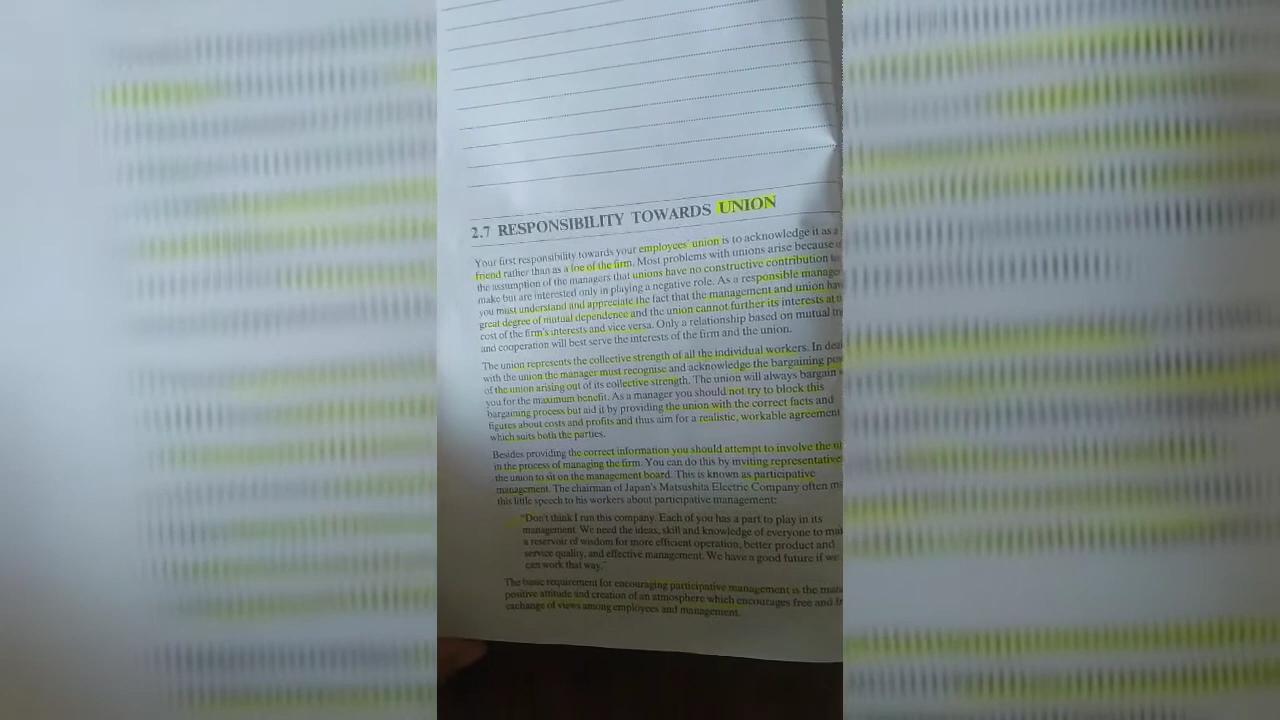 2.7 RESPONSIBILITY TOWARDS UNION
Your first responsibility towards your employees' union is to acknowledge it as a
friend rather than as a foe of the firm. Most problems with unions arise because
the assumption of the managers that unions have no constructive contribution
make but are interested only in playing a negative role. As a responsible manage
you must understand and appreciate the fact that the management and union hav
great degree of mutual dependence and the union cannot further its interests at
cost of the firm's interests and vice versa. Only a relationship based on mutual
and cooperation will best serve the interests of the firm and the union.
The union represents the collective strength of all the individual workers. In
with the union the manager must recognise and acknowledge the bargaining
of the union arising out of its collective strength. The union will always bargain
you for the maximum benefit. As a manager you should not try to block this
bargaining process but aid it by providing the union with the correct facts and
figures about costs and profits and thus aim for a realistic, workable agreement
which suits both the parties.
Besides providing the correct information you should attempt to involve the
in the process of managing the firm. You can do this by inviting representative
the union to sit on the management board. This is known as participative
management. The chairman of Japan's Matsushita Electric Company often
this little speech to his workers about participative management:
"Don't think I run this company. Each of you has a part to play in its
management. We need the ideas, skill and knowledge of everyone to
a reservoir of wisdom for more efficient operation, better product and
service quality, and effective management. We have a good future if we
can work that way."
The basic requirement for encouraging participative management is the
positive attitude and creation of an atmosphere which encourages free and
exchange of views among employees and management.